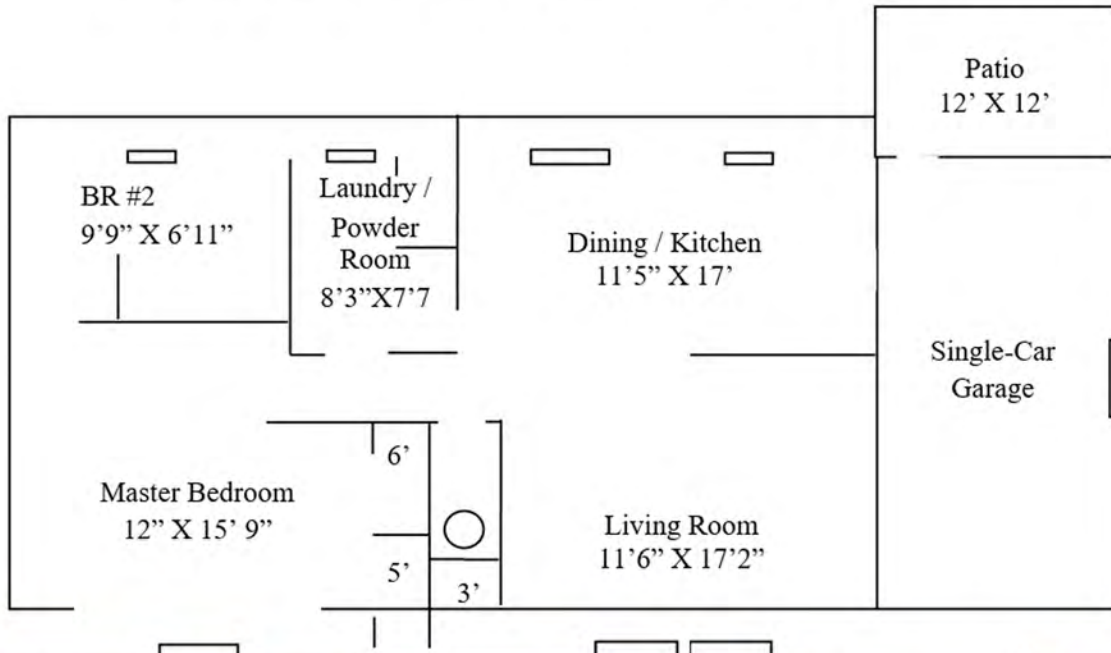 Patio
12’ X 12’
BR #2
9’9” X 6’11”
Laundry /
Powder
Room
8’3”X7’7
Dining / Kitchen
11’5” X 17’
Single-Car
Garage
6’
Master Bedroom
12” X 15’ 9”
Living Room
11’6” X 17’2”
5’
3’